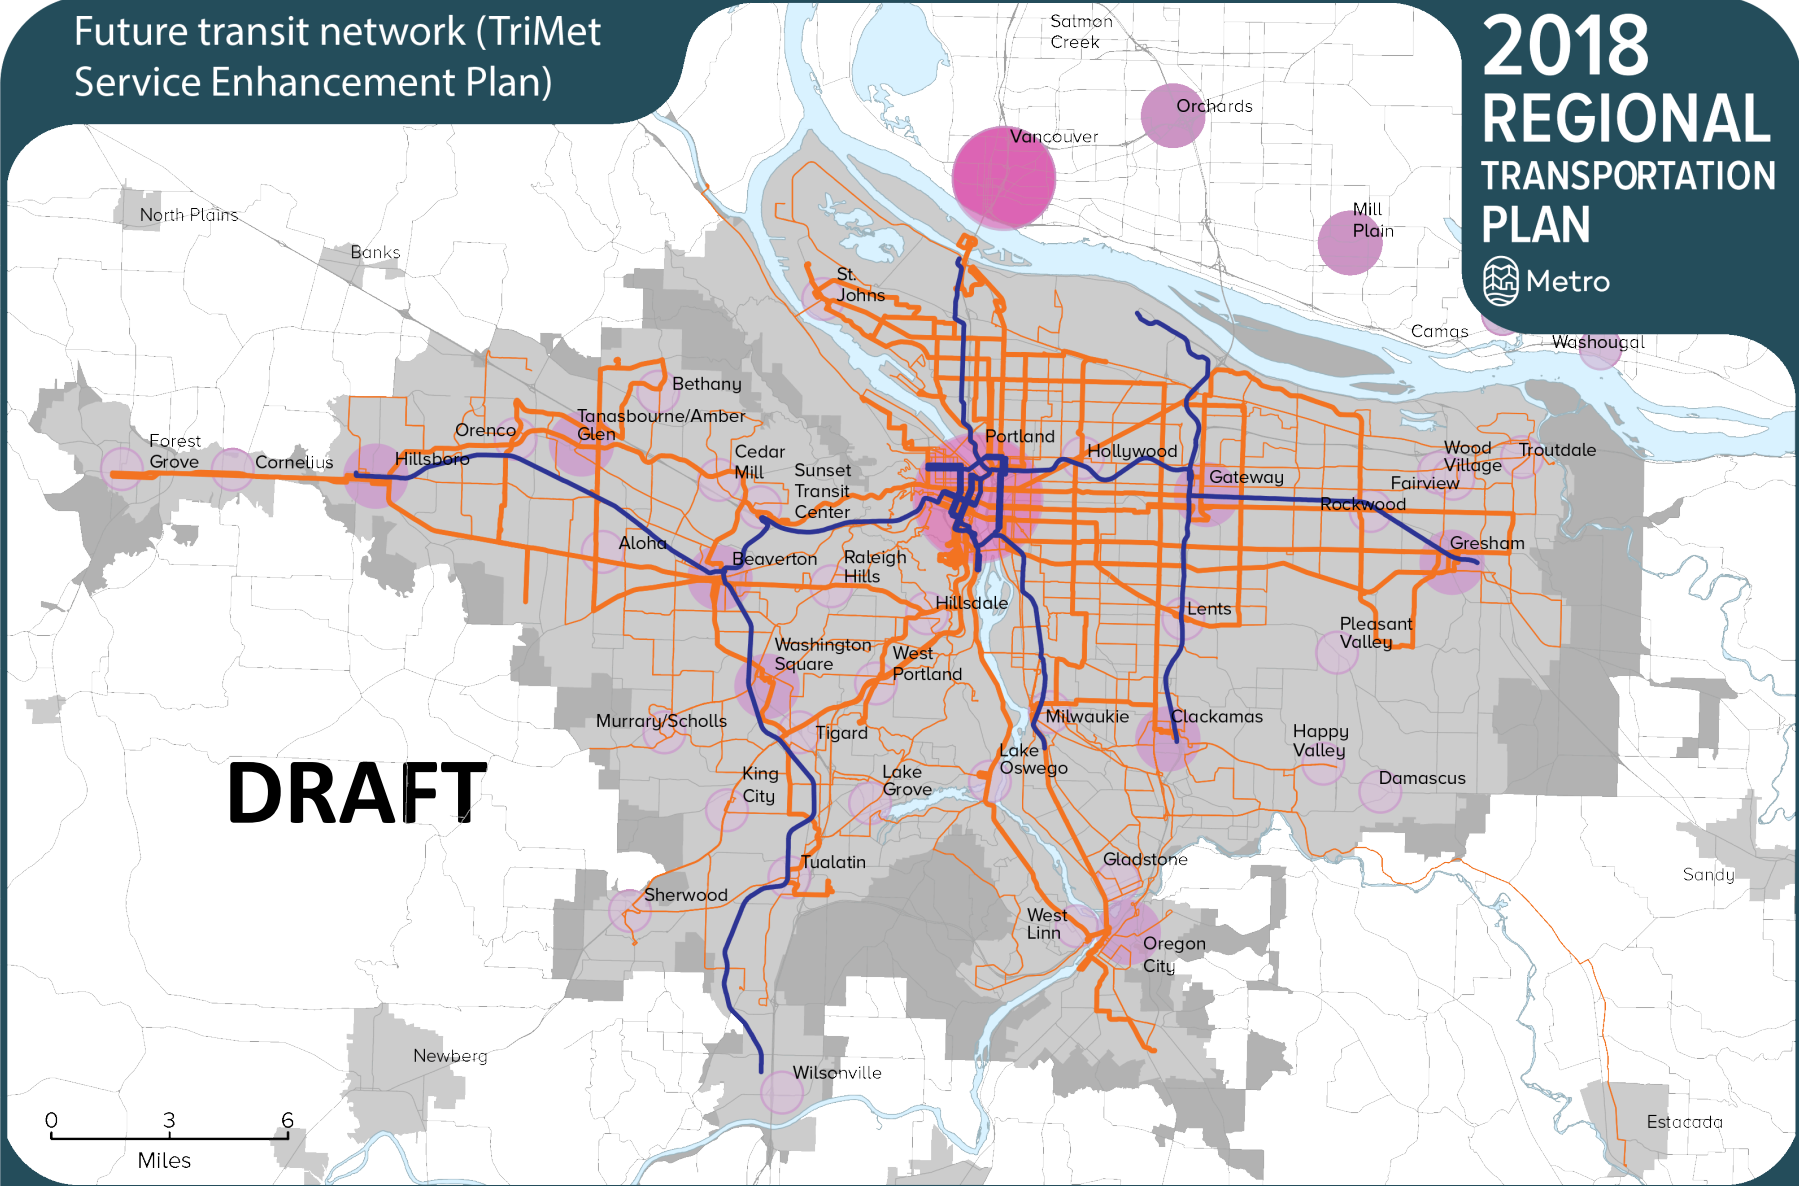 Future transit network (TriMet
Service Enhancement Plan)
2018
REGIONAL
TRANSPORTATION
PLAN
Metro
Salmon
Creek
Orchards
Vancouver
Mill
Plain
North Plains
Banks
St.
Johns
Camas
Washougal
Bethany
Tanasbourne/Amber
Glen
Orenco
Forest
Grove
Cornelius
Hillsboro
Cedar
Mill
Sunset
Transit
Center
Portland
Hollywood
Gateway
Wood
Village
Troutdale
Fairview
Rockwood
Gresham
Aloha
Beaverton
Raleigh
Hills
Hillsdale
Lents
Pleasant
Valley
Washington
Square
West
Portland
Murrary/Scholls
Tigard
Milwaukie
Clackamas
Happy
Valley
Damascus
King
City
Lake
Grove
Lake
Oswego
DRAFT
Tualatin
Gladstone
Sherwood
West
Linn
Oregon
City
Sandy
Newberg
Wilsonville
Estacada
0 3 6
Miles